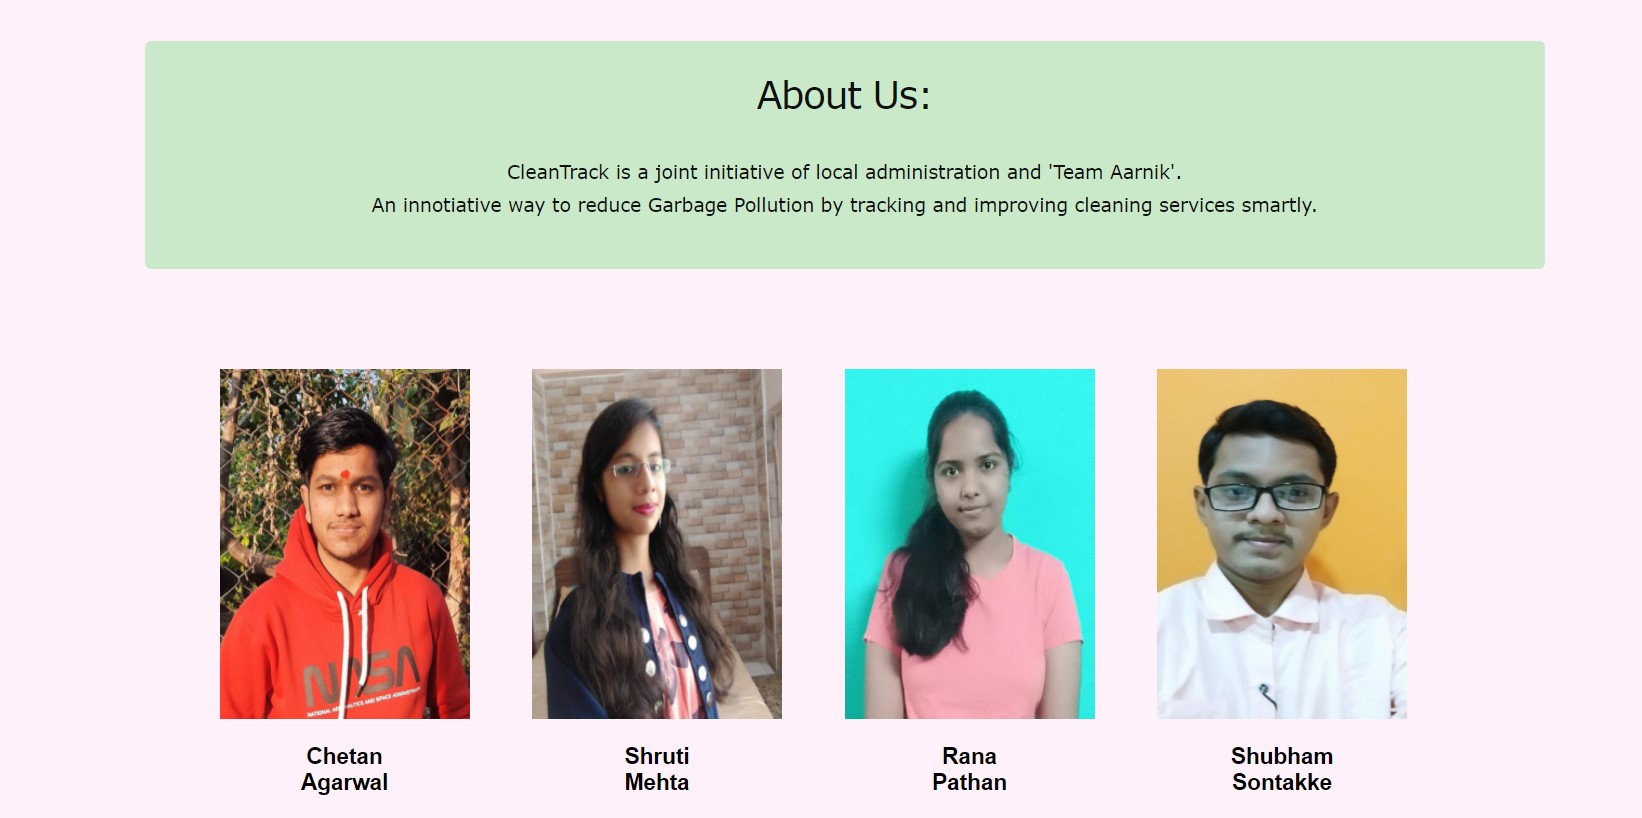 About Us:
CleanTrack is a joint initiative of local administration and 'Team Aarnik'.
An innotiative way to reduce Garbage Pollution by tracking and improving cleaning services smartly.
NASA
NATIONAL AERONAUTICS AND SPACE ADMINISTRATION
Chetan
Agarwal
Shruti
Mehta
Rana
Pathan
Shubham
Sontakke